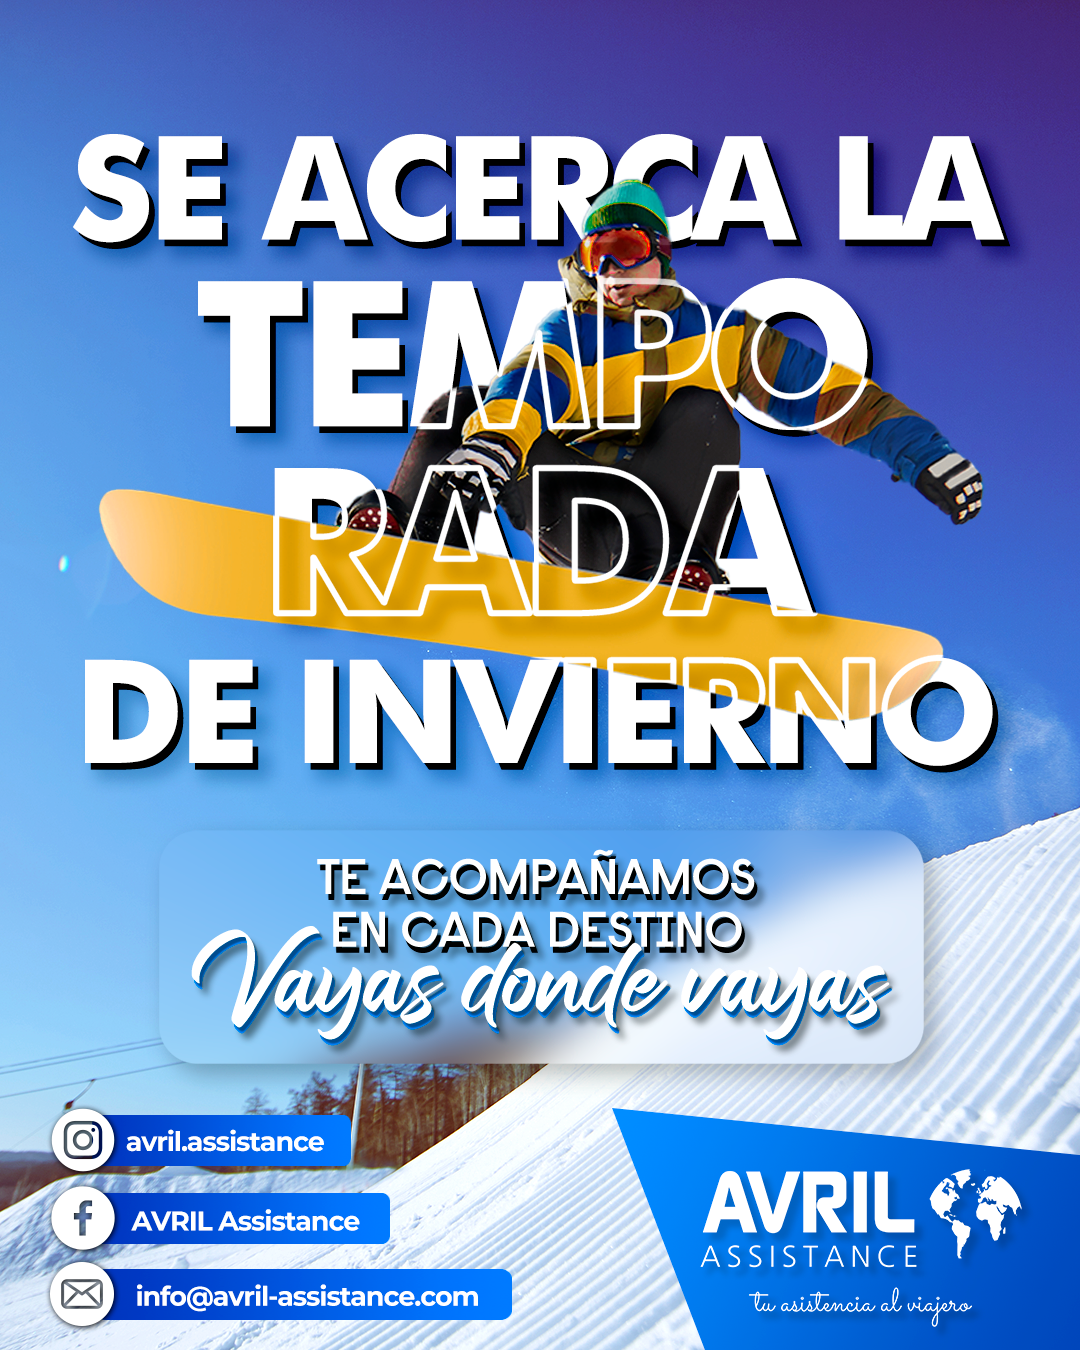 SE ACERCA LA
TEMPO
RADA
DE INVIERNO
TE ACOMPAÑAMOS
EN CADA DESTINO
Vayas donde vayas
avril.assistance
AVRIL Assistance
info@avril-assistance.com
AVRIL
ASSISTANCE
tu asistencia al viajero